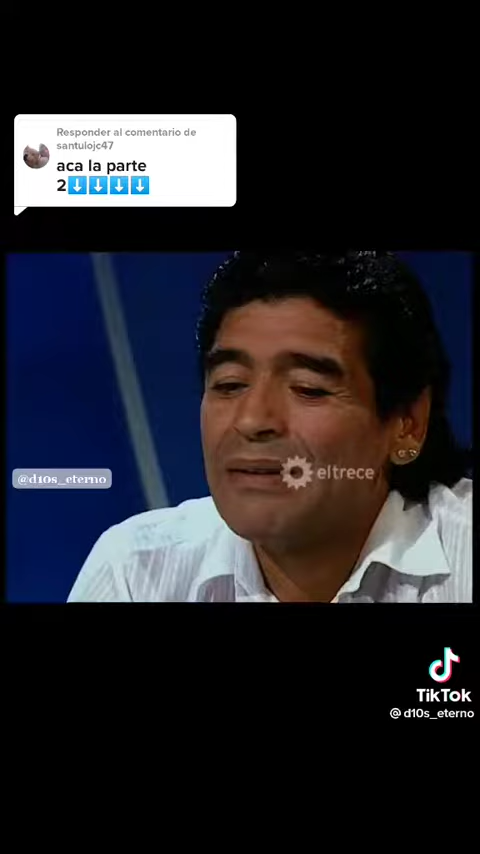 Responder al comentario de
santulojc47
aca la parte
2⬇️⬇️⬇️⬇️
eltrece
@d10s_eterno
TikTok
@d10s_eterno